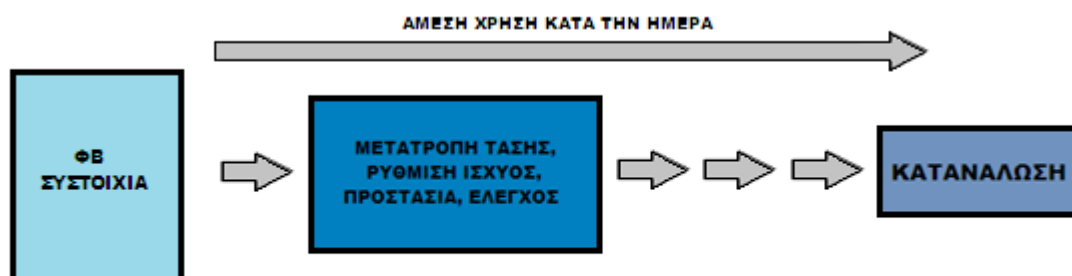 ΑΜΕΣΗ ΧΡΗΣΗ ΚΑΤΑ ΤΗΝ ΗΜΕΡΑ
ΦΒ
ΣΥΣΤΟΙΧΙΑ
ΜΕΤΑΤΡΟΠΗ ΤΑΣΗΣ,
ΡΥΘΜΙΣΗ ΙΣΧΥΟΣ,
ΠΡΟΣΤΑΣΙΑ, ΕΛΕΓΧΟΣ
ΚΑΤΑΝΑΛΩΣΗ